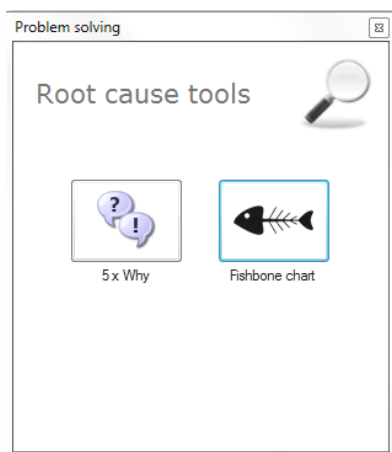 Problem solving
Root cause tools
?
!
5 x Why
Fishbone chart